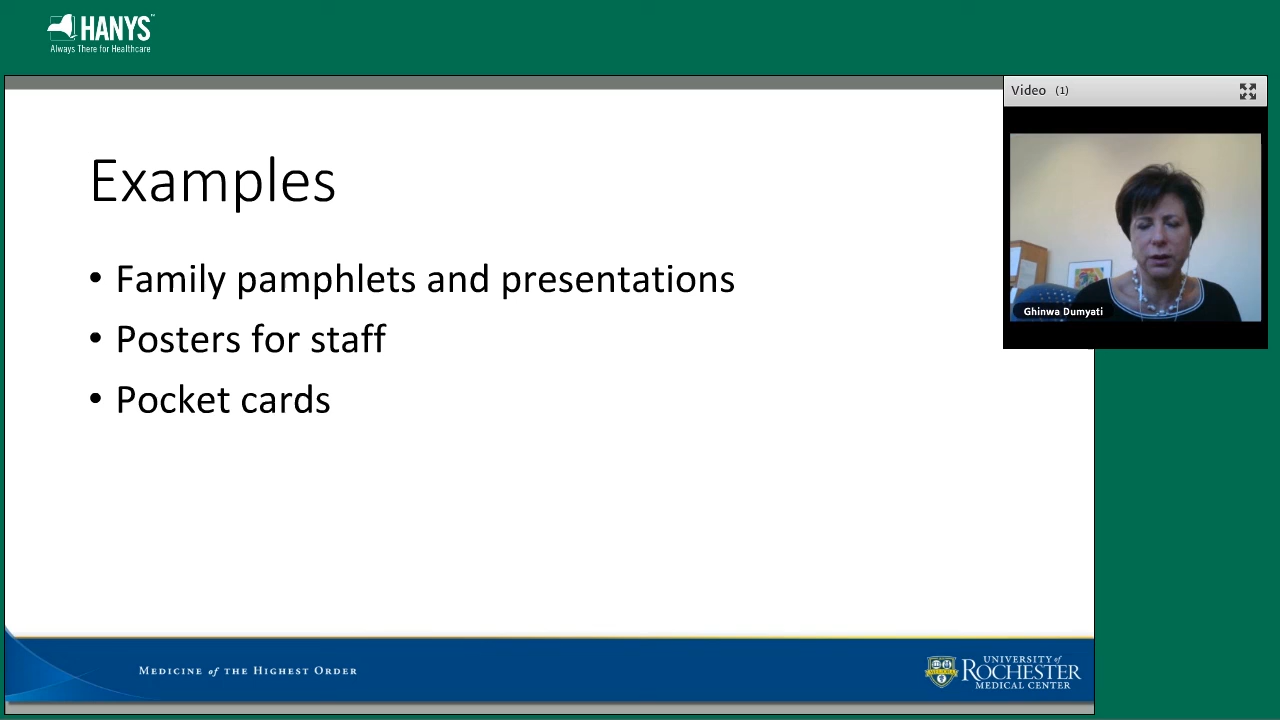 HANYS
Always There for Healthcare
Video (1)
Examples
• Family pamphlets and presentations
• Posters for staff
• Pocket cards
Ghinwa Dumyati
MEDICINE of THE HIGHEST ORDER
UNIVERSITY of
ROCHESTER
MEDICAL CENTER